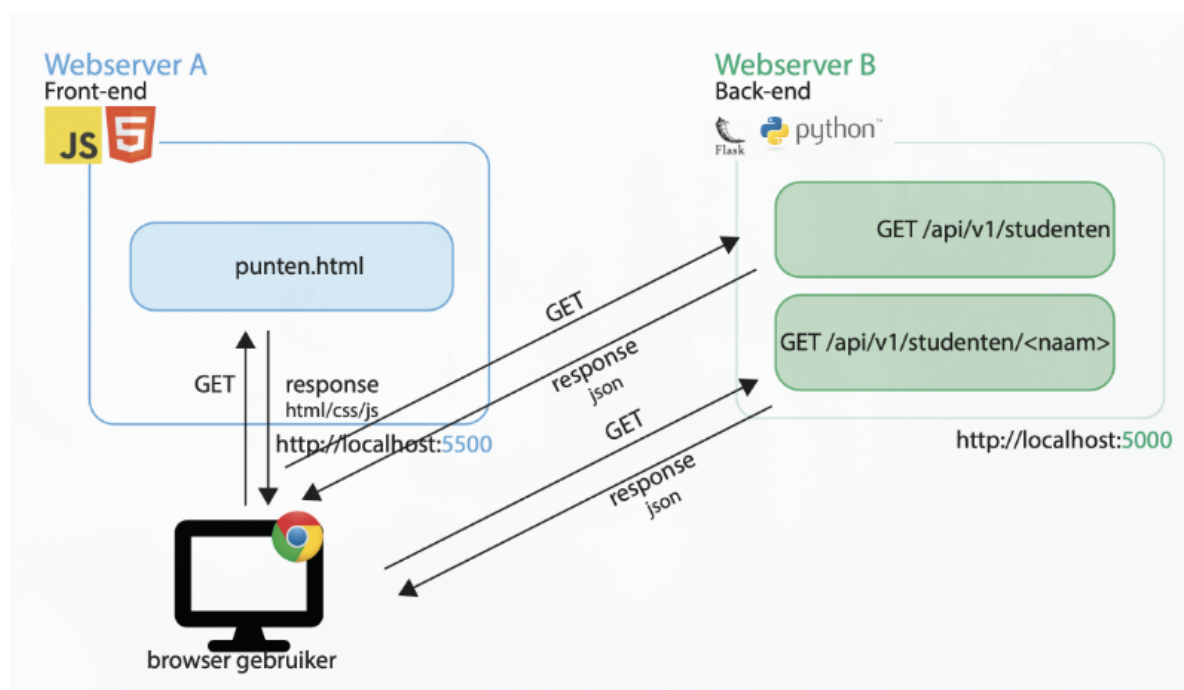 Webserver A
Front-end
JS
5
punten.html
GET
response
html/css/js
http://localhost:5500
browser gebruiker
GET
response
json
GET
response
json
Webserver B
Back-end
Flask
python™
GET /api/v1/studenten
GET /api/v1/studenten/<naam>
http://localhost:5000